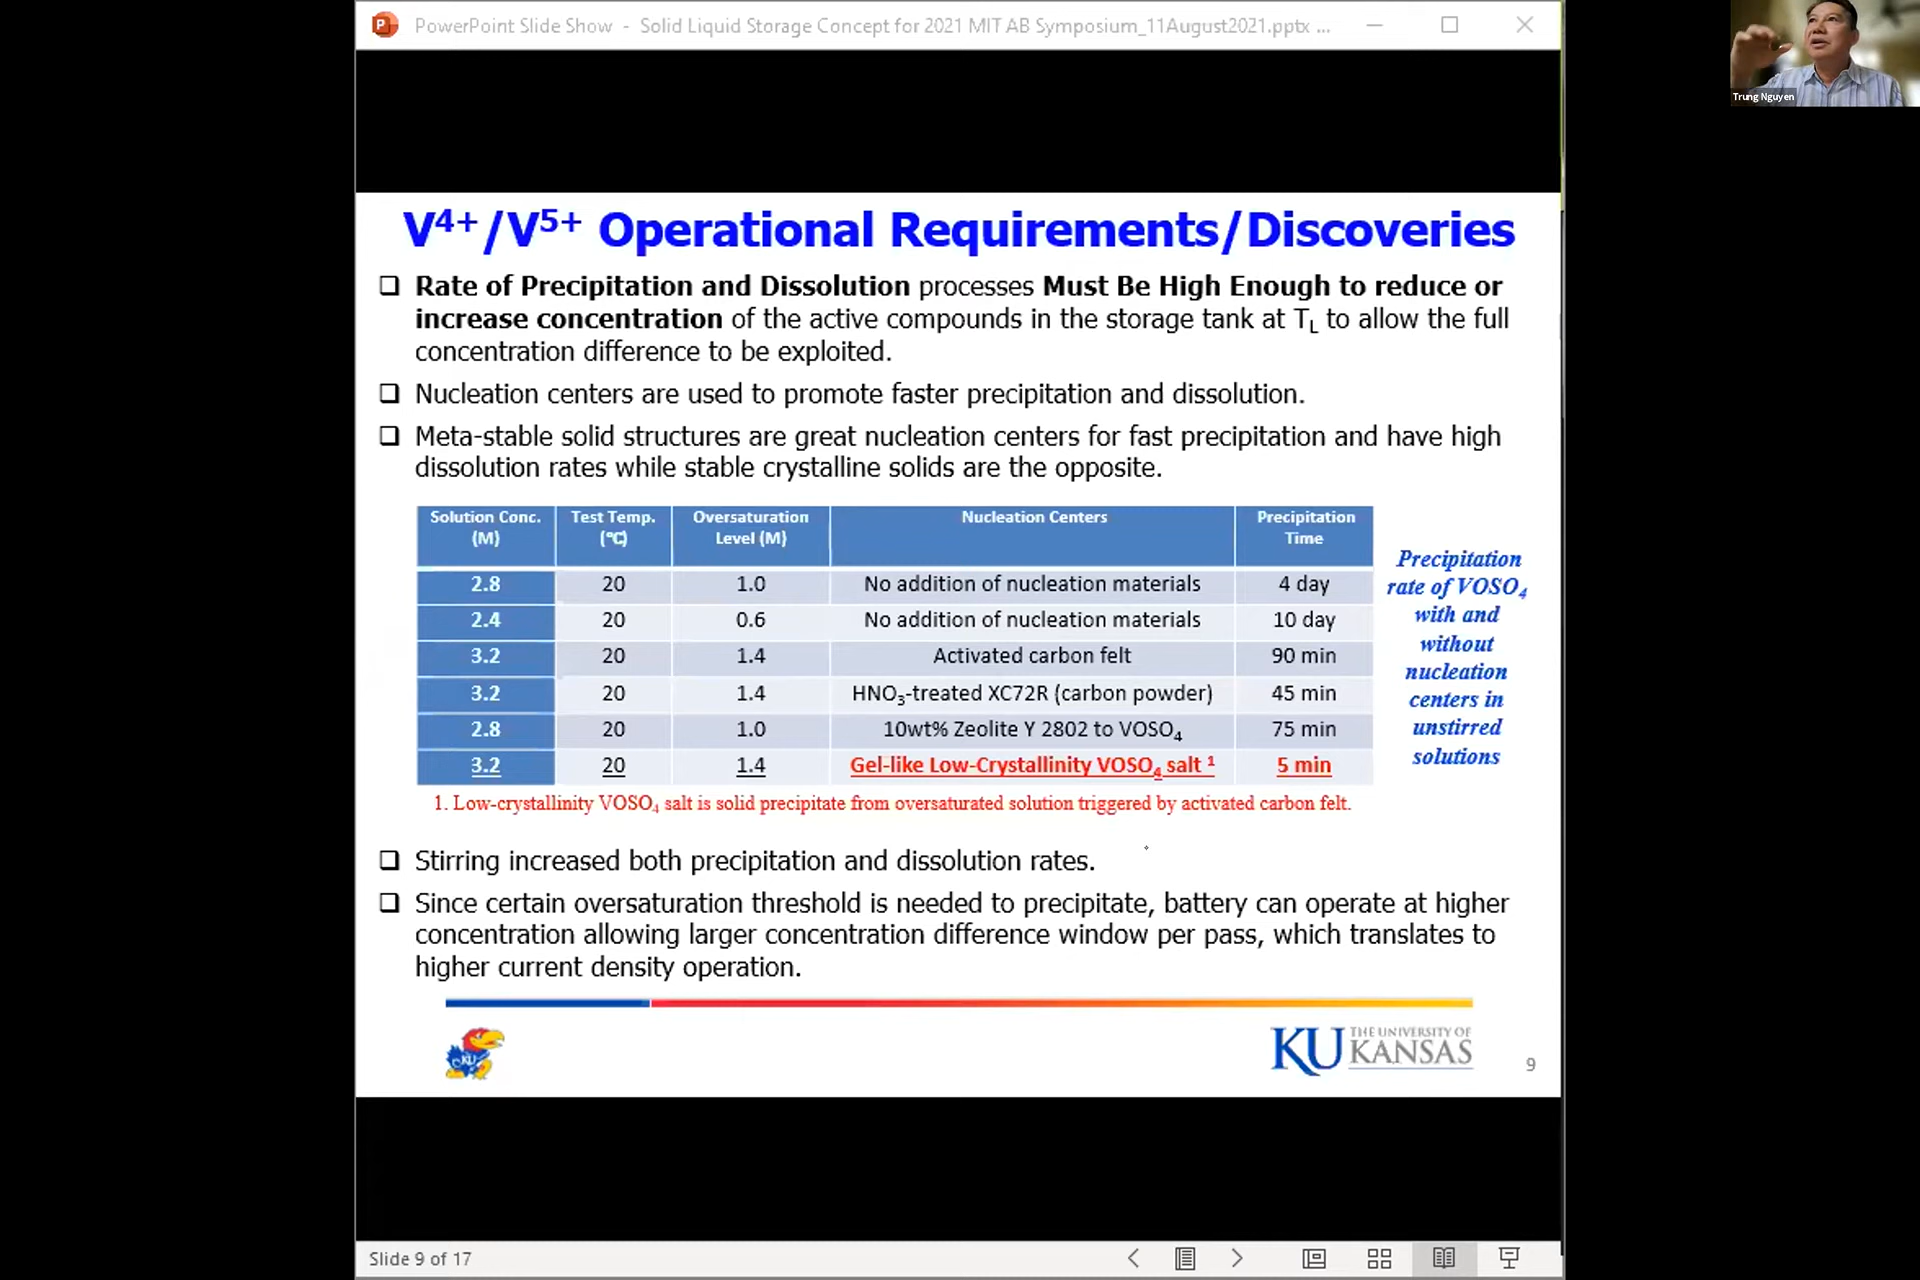 PowerPoint Slide Show - Solid Liquid Storage Concept for 2021 MIT AB Symposium_11August2021.pptx ...
Trung Nguyen
V4+/V5+ Operational Requirements/Discoveries
❑ Rate of Precipitation and Dissolution processes Must Be High Enough to reduce or
increase concentration of the active compounds in the storage tank at TL to allow the full
concentration difference to be exploited.
❑ Nucleation centers are used to promote faster precipitation and dissolution.
❑ Meta-stable solid structures are great nucleation centers for fast precipitation and have high
dissolution rates while stable crystalline solids are the opposite.
Solution Conc. (M) Test Temp. (°C) Oversaturation Level (M) Nucleation Centers Precipitation Time
2.8 20 1.0 No addition of nucleation materials 4 day
2.4 20 0.6 No addition of nucleation materials 10 day
3.2 20 1.4 Activated carbon felt 90 min
3.2 20 1.4 HNO3-treated XC72R (carbon powder) 45 min
2.8 20 1.0 10wt% Zeolite Y 2802 to VOSO4 75 min
3.2 20 1.4 Gel-like Low-Crystallinity VOSO4 salt 1 5 min
Precipitation
rate of VOSO4
with and
without
nucleation
centers in
unstirred
solutions
1. Low-crystallinity VOSO4 salt is solid precipitate from oversaturated solution triggered by activated carbon felt.
❑ Stirring increased both precipitation and dissolution rates.
❑ Since certain oversaturation threshold is needed to precipitate, battery can operate at higher
concentration allowing larger concentration difference window per pass, which translates to
higher current density operation.
KU
KU THE UNIVERSITY OF
KANSAS
9
Slide 9 of 17